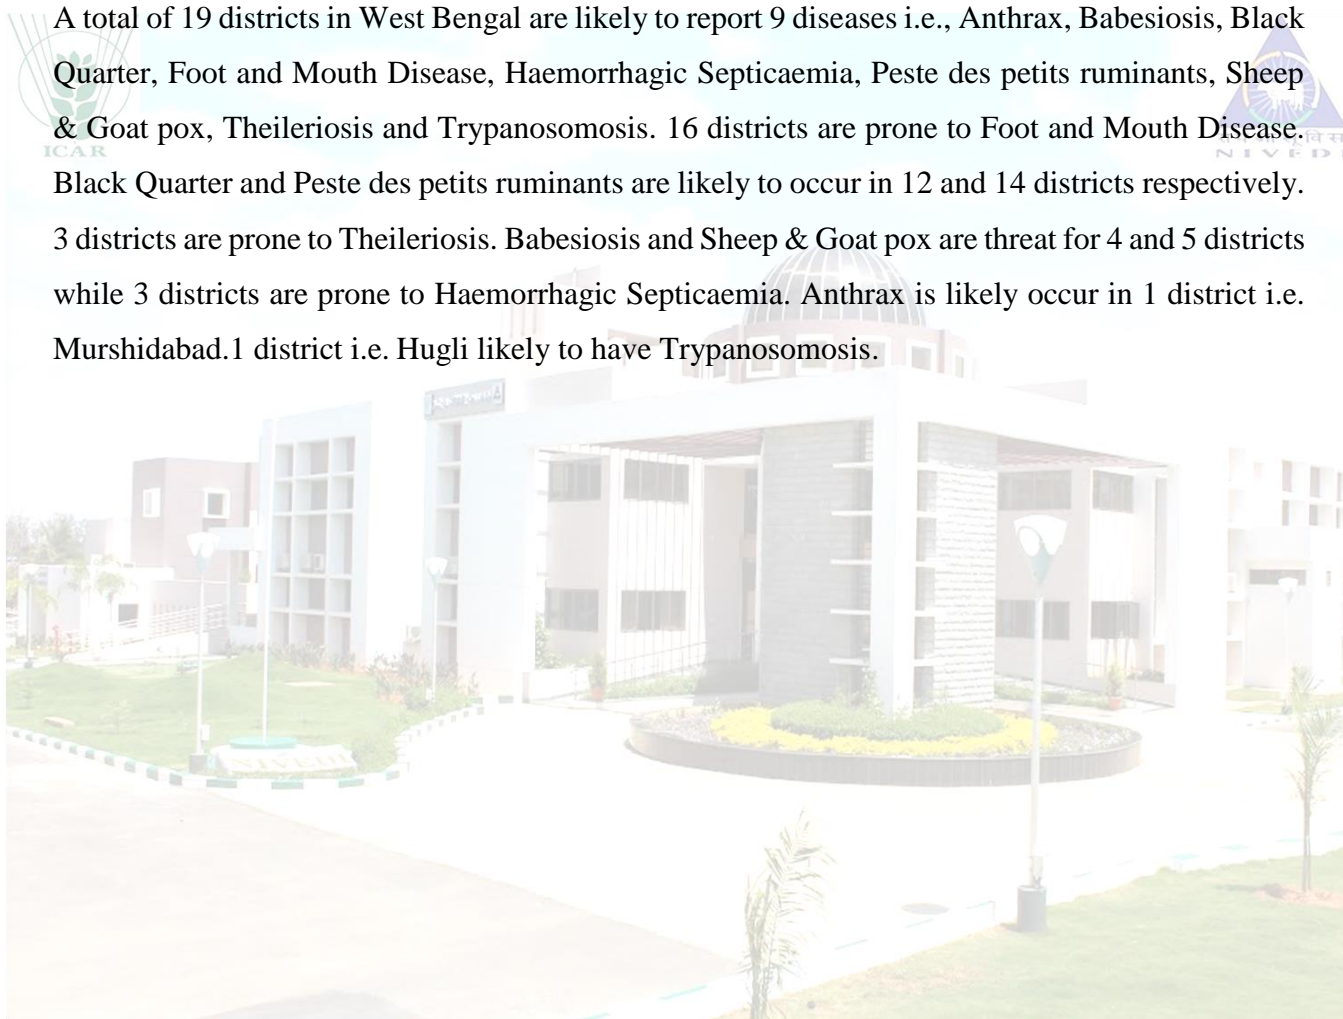 A total of 19 districts in West Bengal are likely to report 9 diseases i.e., Anthrax, Babesiosis, Black
Quarter, Foot and Mouth Disease, Haemorrhagic Septicaemia, Peste des petits ruminants, Sheep
& Goat pox, Theileriosis and Trypanosomosis. 16 districts are prone to Foot and Mouth Disease.
ICAR
NIVEDI
Black Quarter and Peste des petits ruminants are likely to occur in 12 and 14 districts respectively.
3 districts are prone to Theileriosis. Babesiosis and Sheep & Goat pox are threat for 4 and 5 districts
while 3 districts are prone to Haemorrhagic Septicaemia. Anthrax is likely occur in 1 district i.e.
Murshidabad.1 district i.e. Hugli likely to have Trypanosomosis.
NIVEDI